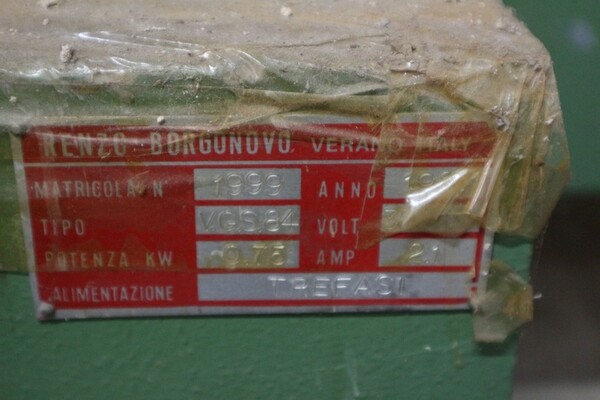 RENZO BORGONOVO VERANO ITALY
MATRICOLA N° 1999 ANNO
TIPO VGS.84 VOLT
POTENZA KW 0.75 AMP 2.1
ALIMENTAZIONE TREFASI